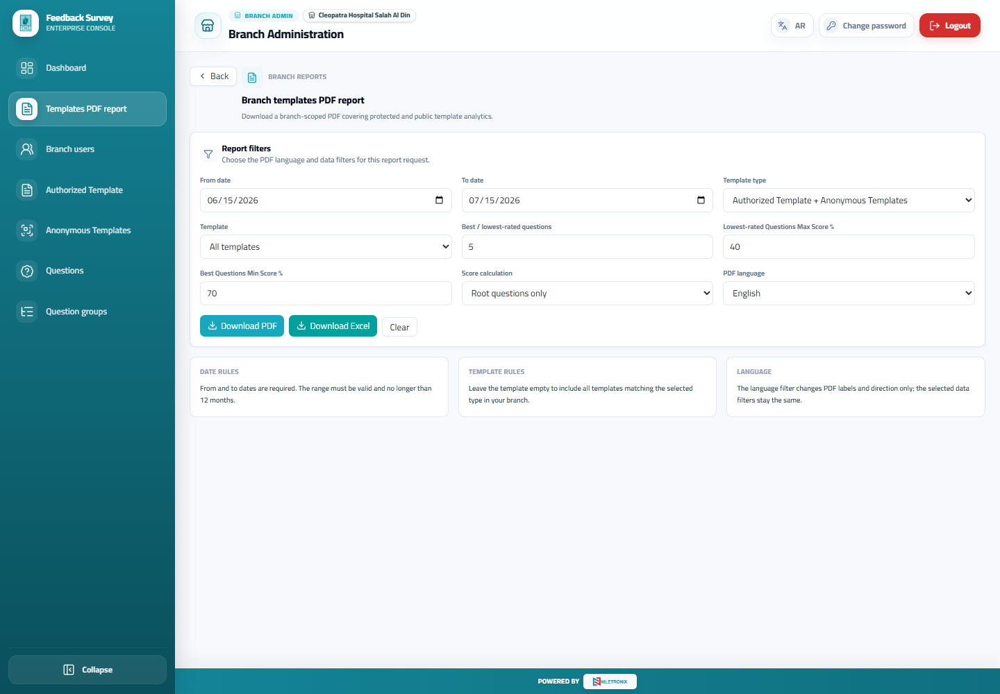 Feedback Survey
ENTERPRISE CONSOLE
Dashboard
Templates PDF report
Branch users
Authorized Template
Anonymous Templates
Questions
Question groups
Collapse
BRANCH ADMIN
Cleopatra Hospital Salah Al Din
Branch Administration
AR
Change password
Logout
Back
BRANCH REPORTS
Branch templates PDF report
Download a branch-scoped PDF covering protected and public template analytics.
Report filters
Choose the PDF language and data filters for this report request.
From date
To date
Template type
06/15/2026
07/15/2026
Authorized Template + Anonymous Templates
Template
Best / lowest-rated questions
Lowest-rated Questions Max Score %
All templates
5
40
Best Questions Min Score %
Score calculation
PDF language
70
Root questions only
English
Download PDF
Download Excel
Clear
DATE RULES
From and to dates are required. The range must be valid and no longer than
12 months.
TEMPLATE RULES
Leave the template empty to include all templates matching the selected
type in your branch.
LANGUAGE
The language filter changes PDF labels and direction only; the selected data
filters stay the same.
POWERED BY
NILETRONIX